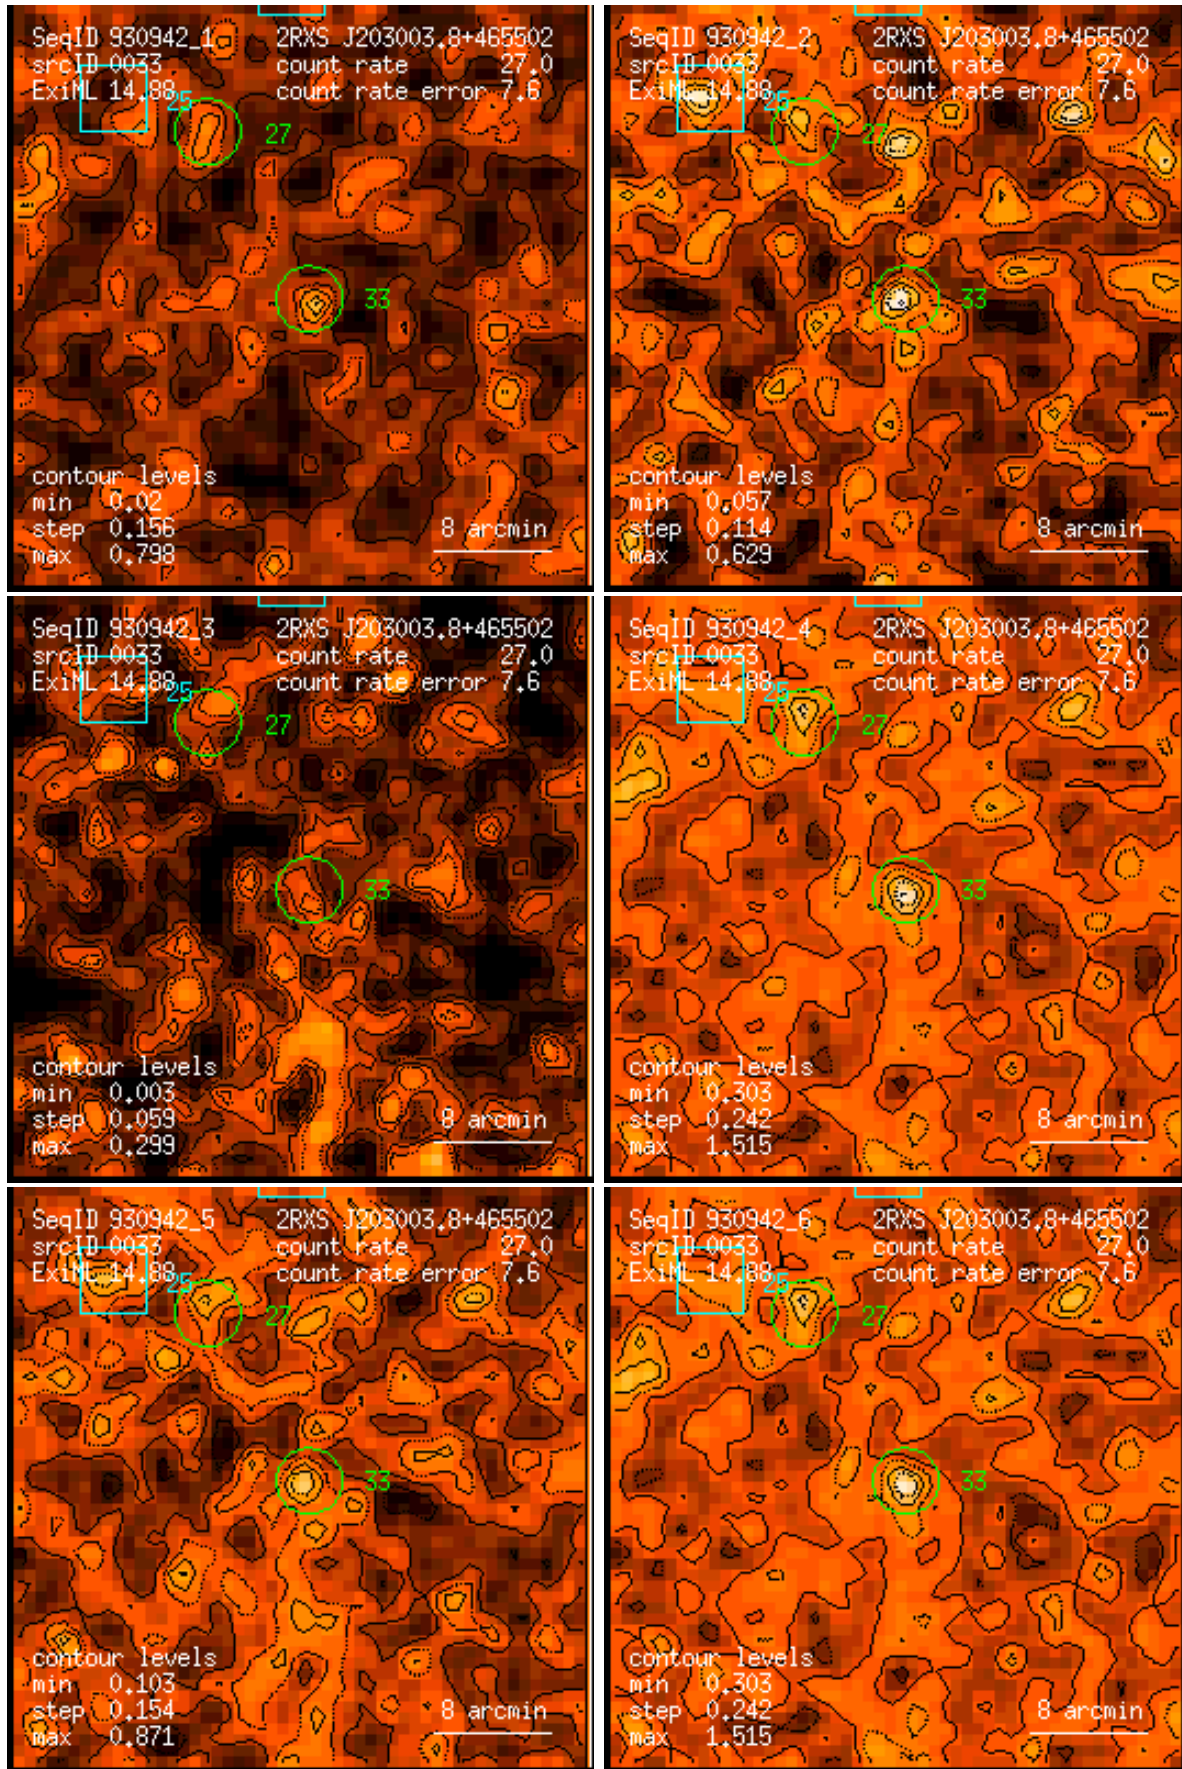 SeqID 930942_1 2RXS J203003.8+465502
srcID 0033 count rate 27.0
ExiML 14.88 count rate error 7.6
25
27
33
contour levels
min 0.02
step 0.156 8 arcmin
max 0.798
SeqID 930942_2 2RXS J203003.8+465502
srcID 0033 count rate 27.0
ExiML 14.88 count rate error 7.6
25
27
33
contour levels
min 0.057
step 0.114 8 arcmin
max 0.629
SeqID 930942_3 2RXS J203003.8+465502
srcID 0033 count rate 27.0
ExiML 14.88 count rate error 7.6
25
27
33
contour levels
min 0.003
step 0.059 8 arcmin
max 0.299
SeqID 930942_4 2RXS J203003.8+465502
srcID 0033 count rate 27.0
ExiML 14.88 count rate error 7.6
25
27
33
contour levels
min 0.303
step 0.242 8 arcmin
max 1.515
SeqID 930942_5 2RXS J203003.8+465502
srcID 0033 count rate 27.0
ExiML 14.88 count rate error 7.6
25
27
33
contour levels
min 0.103
step 0.154 8 arcmin
max 0.871
SeqID 930942_6 2RXS J203003.8+465502
srcID 0033 count rate 27.0
ExiML 14.88 count rate error 7.6
25
27
33
contour levels
min 0.303
step 0.242 8 arcmin
max 1.515